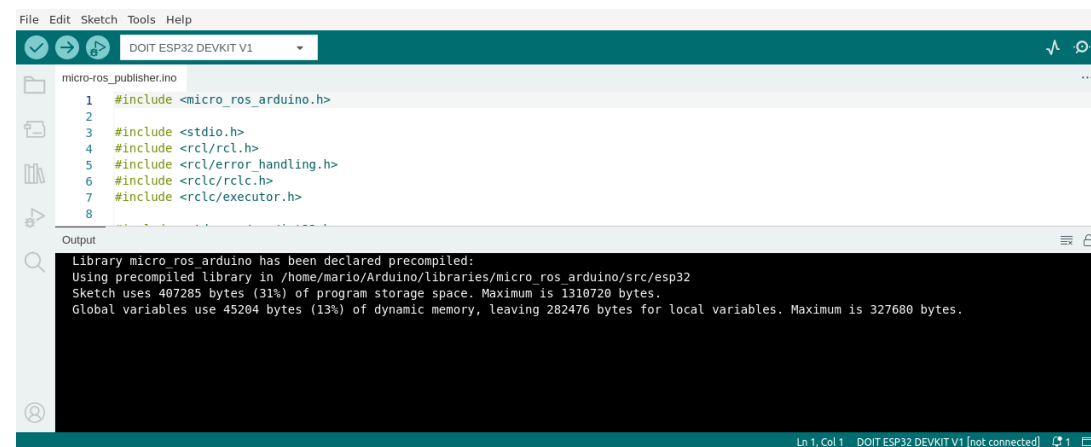 File Edit Sketch Tools Help
DOIT ESP32 DEVKIT V1
micro-ros_publisher.ino
1 #include <micro_ros_arduino.h>
2
3 #include <stdio.h>
4 #include <rcl/rcl.h>
5 #include <rcl/error_handling.h>
6 #include <rclc/rclc.h>
7 #include <rclc/executor.h>
8
Output
Library micro_ros_arduino has been declared precompiled:
Using precompiled library in /home/mario/Arduino/libraries/micro_ros_arduino/src/esp32
Sketch uses 407285 bytes (31%) of program storage space. Maximum is 1310720 bytes.
Global variables use 45204 bytes (13%) of dynamic memory, leaving 282476 bytes for local variables. Maximum is 327680 bytes.
Ln 1, Col 1 DOIT ESP32 DEVKIT V1 [not connected] 1